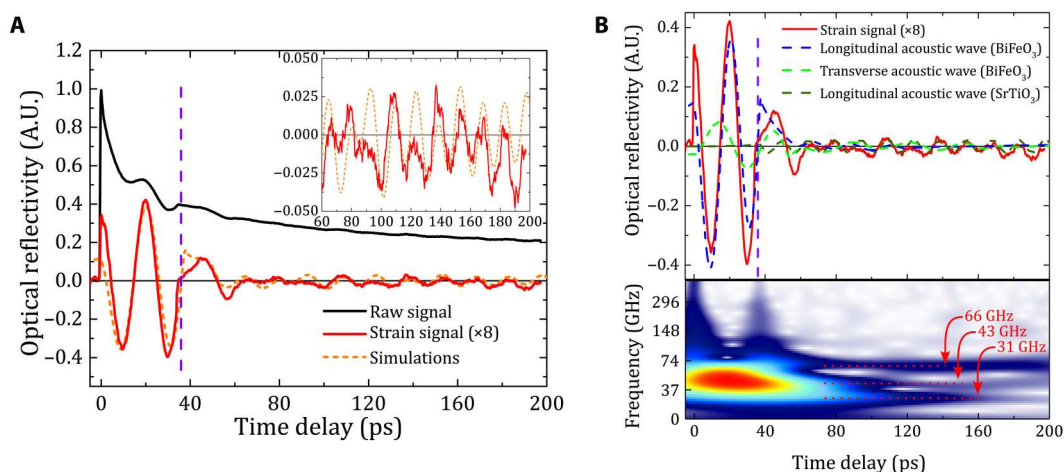 A
Optical reflectivity (A.U.)
1.2
1.0
0.8
0.6
0.4
0.2
0.0
−0.2
−0.4
0.050
0.025
0.000
−0.025
−0.050
60 80 100 120 140 160 180 200
Raw signal
Strain signal (×8)
Simulations
0 40 80 120 160 200
Time delay (ps)
B
Optical reflectivity (A.U.)
0.4
0.2
0.0
−0.2
−0.4
Strain signal (×8)
Longitudinal acoustic wave (BiFeO₃)
Transverse acoustic wave (BiFeO₃)
Longitudinal acoustic wave (SrTiO₃)
Frequency (GHz)
296
148
74
37
0
66 GHz
43 GHz
31 GHz
0 40 80 120 160 200
Time delay (ps)